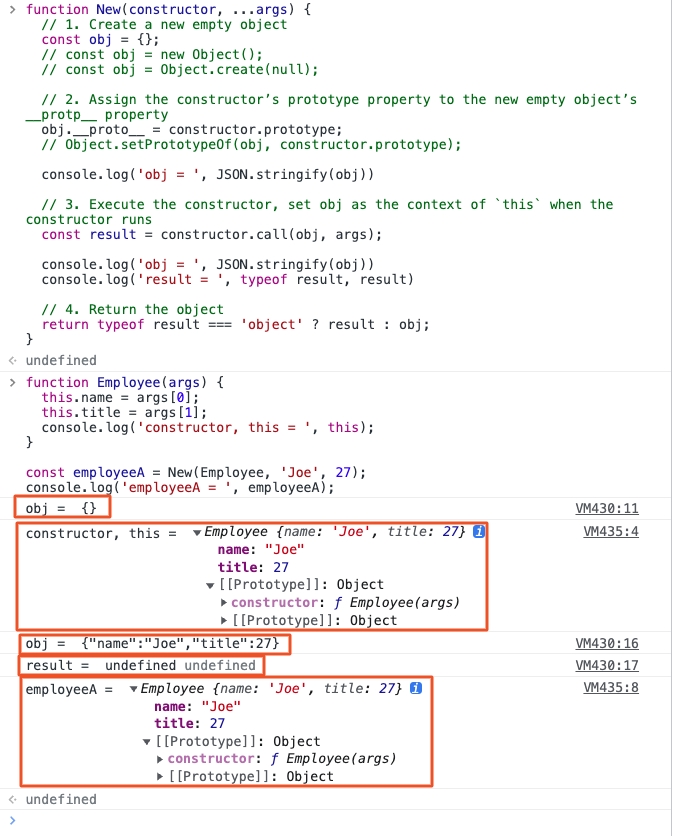 > function New(constructor, ...args) {
// 1. Create a new empty object
const obj = {};
// const obj = new Object();
// const obj = Object.create(null);
// 2. Assign the constructor’s prototype property to the new empty object’s
__protp__ property
obj.__proto__ = constructor.prototype;
// Object.setPrototypeOf(obj, constructor.prototype);
console.log('obj = ', JSON.stringify(obj))
// 3. Execute the constructor, set obj as the context of `this` when the
constructor runs
const result = constructor.call(obj, args);
console.log('obj = ', JSON.stringify(obj))
console.log('result = ', typeof result, result)
// 4. Return the object
return typeof result === 'object' ? result : obj;
}
undefined
> function Employee(args) {
this.name = args[0];
this.title = args[1];
console.log('constructor, this = ', this);
}
const employeeA = New(Employee, 'Joe', 27);
console.log('employeeA = ', employeeA);
obj = {} VM430:11
constructor, this = Employee {name: 'Joe', title: 27} i VM435:4
name: "Joe"
title: 27
[[Prototype]]: Object
constructor: ƒ Employee(args)
[[Prototype]]: Object
obj = {"name":"Joe","title":27} VM430:16
result = undefined undefined VM430:17
employeeA = Employee {name: 'Joe', title: 27} i VM435:8
name: "Joe"
title: 27
[[Prototype]]: Object
constructor: ƒ Employee(args)
[[Prototype]]: Object
undefined
>